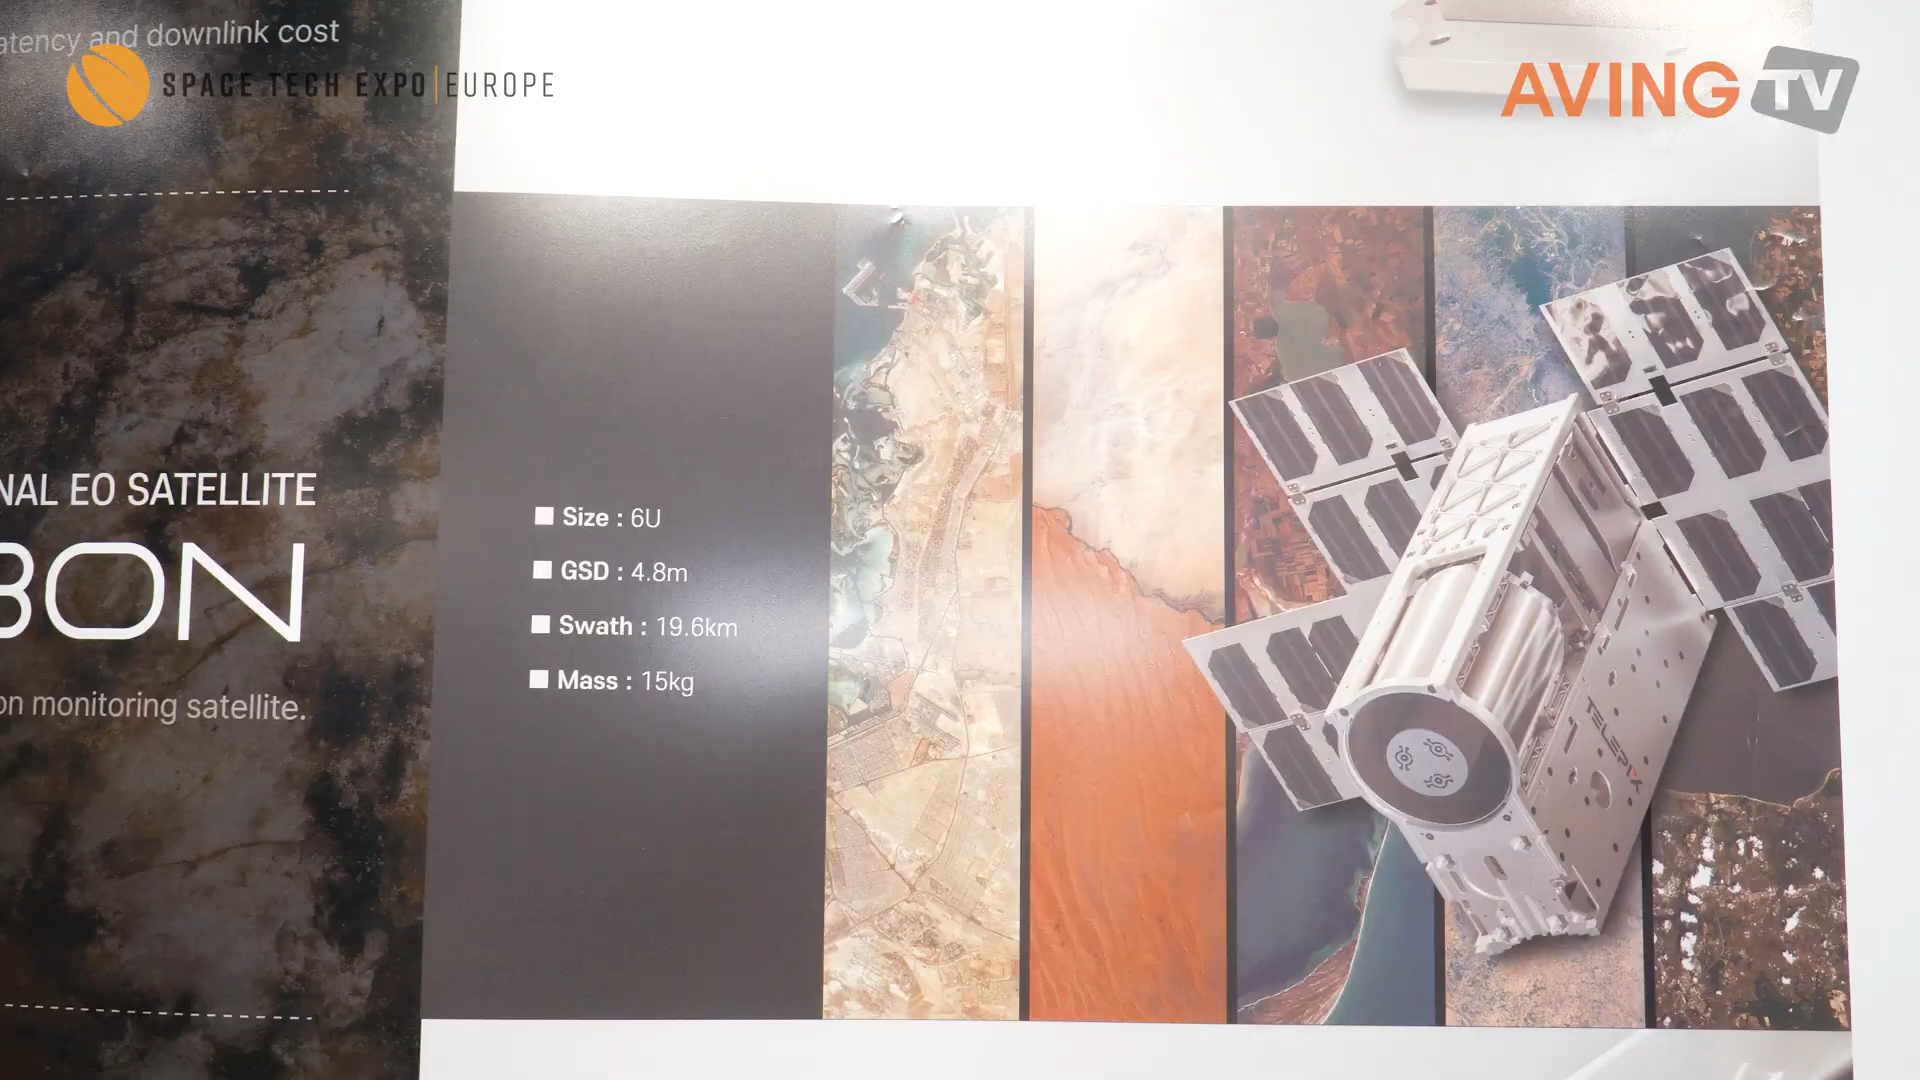 atency and downlink cost
SPACE TECH EXPO EUROPE
AVING TV
NAL EO SATELLITE
BON
on monitoring satellite.
Size : 6U
GSD : 4.8m
Swath : 19.6km
Mass : 15kg
TELEPIX